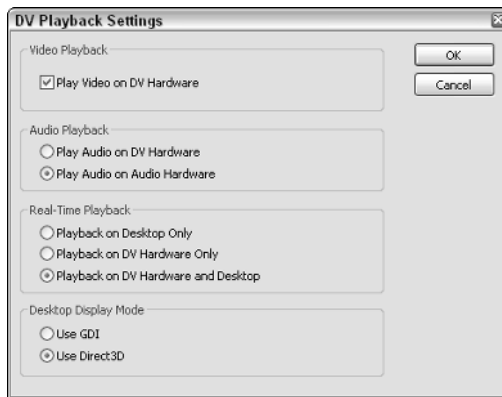 DV Playback Settings
Video Playback
Play Video on DV Hardware
OK
Cancel
Audio Playback
Play Audio on DV Hardware
Play Audio on Audio Hardware
Real-Time Playback
Playback on Desktop Only
Playback on DV Hardware Only
Playback on DV Hardware and Desktop
Desktop Display Mode
Use GDI
Use Direct3D